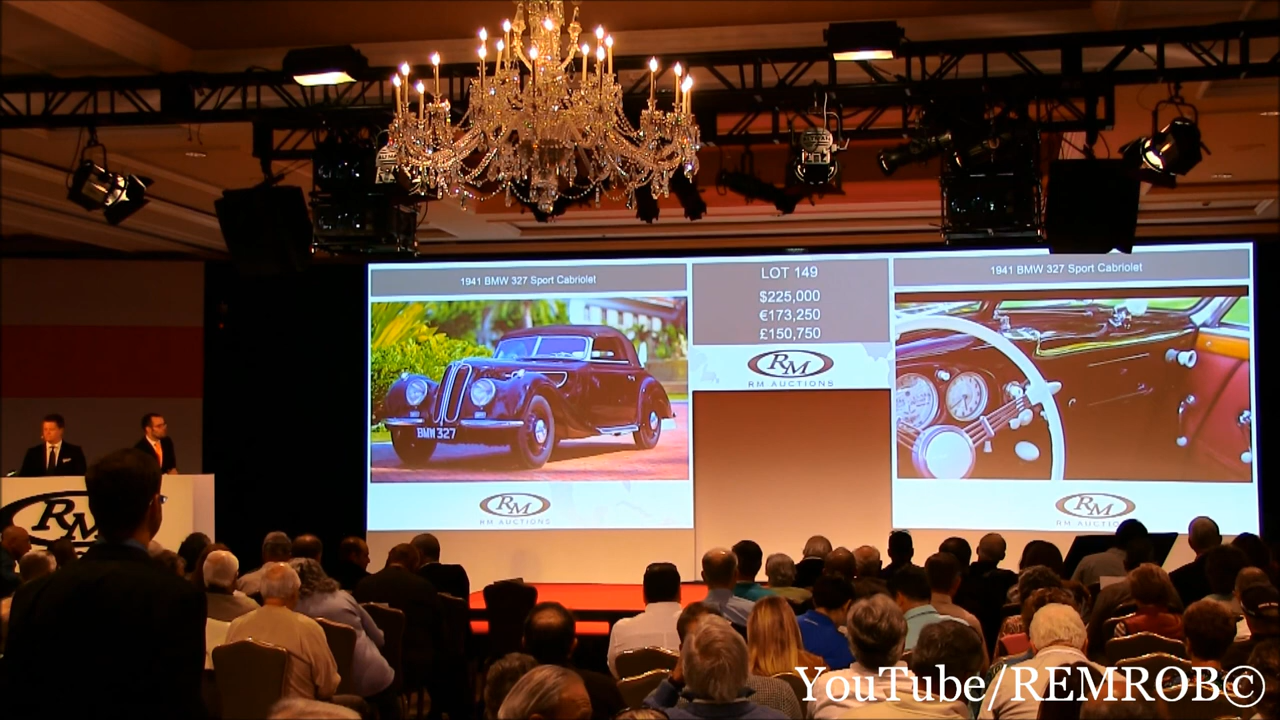 1941 BMW 327 Sport Cabriolet
BMW 327
RM
RM AUCTIONS
LOT 149
$225,000
€173,250
£150,750
RM
RM AUCTIONS
1941 BMW 327 Sport Cabriolet
RM
RM AUCTIONS
RM
YouTube/REMROB©